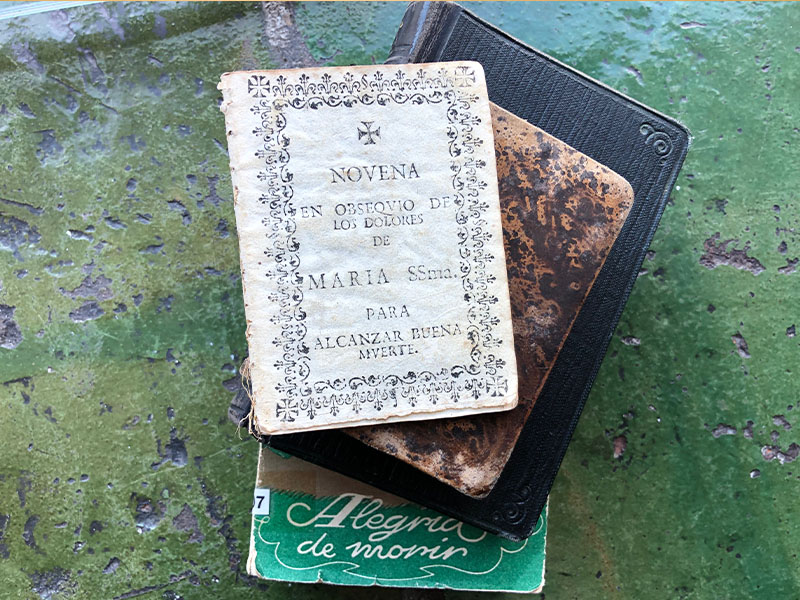 NOVENA
EN OBSEQVIO DE
LOS DOLORES
DE
MARIA SSma.
PARA
ALCANZAR BUENA
MVERTE.
7
Alegría
de morir